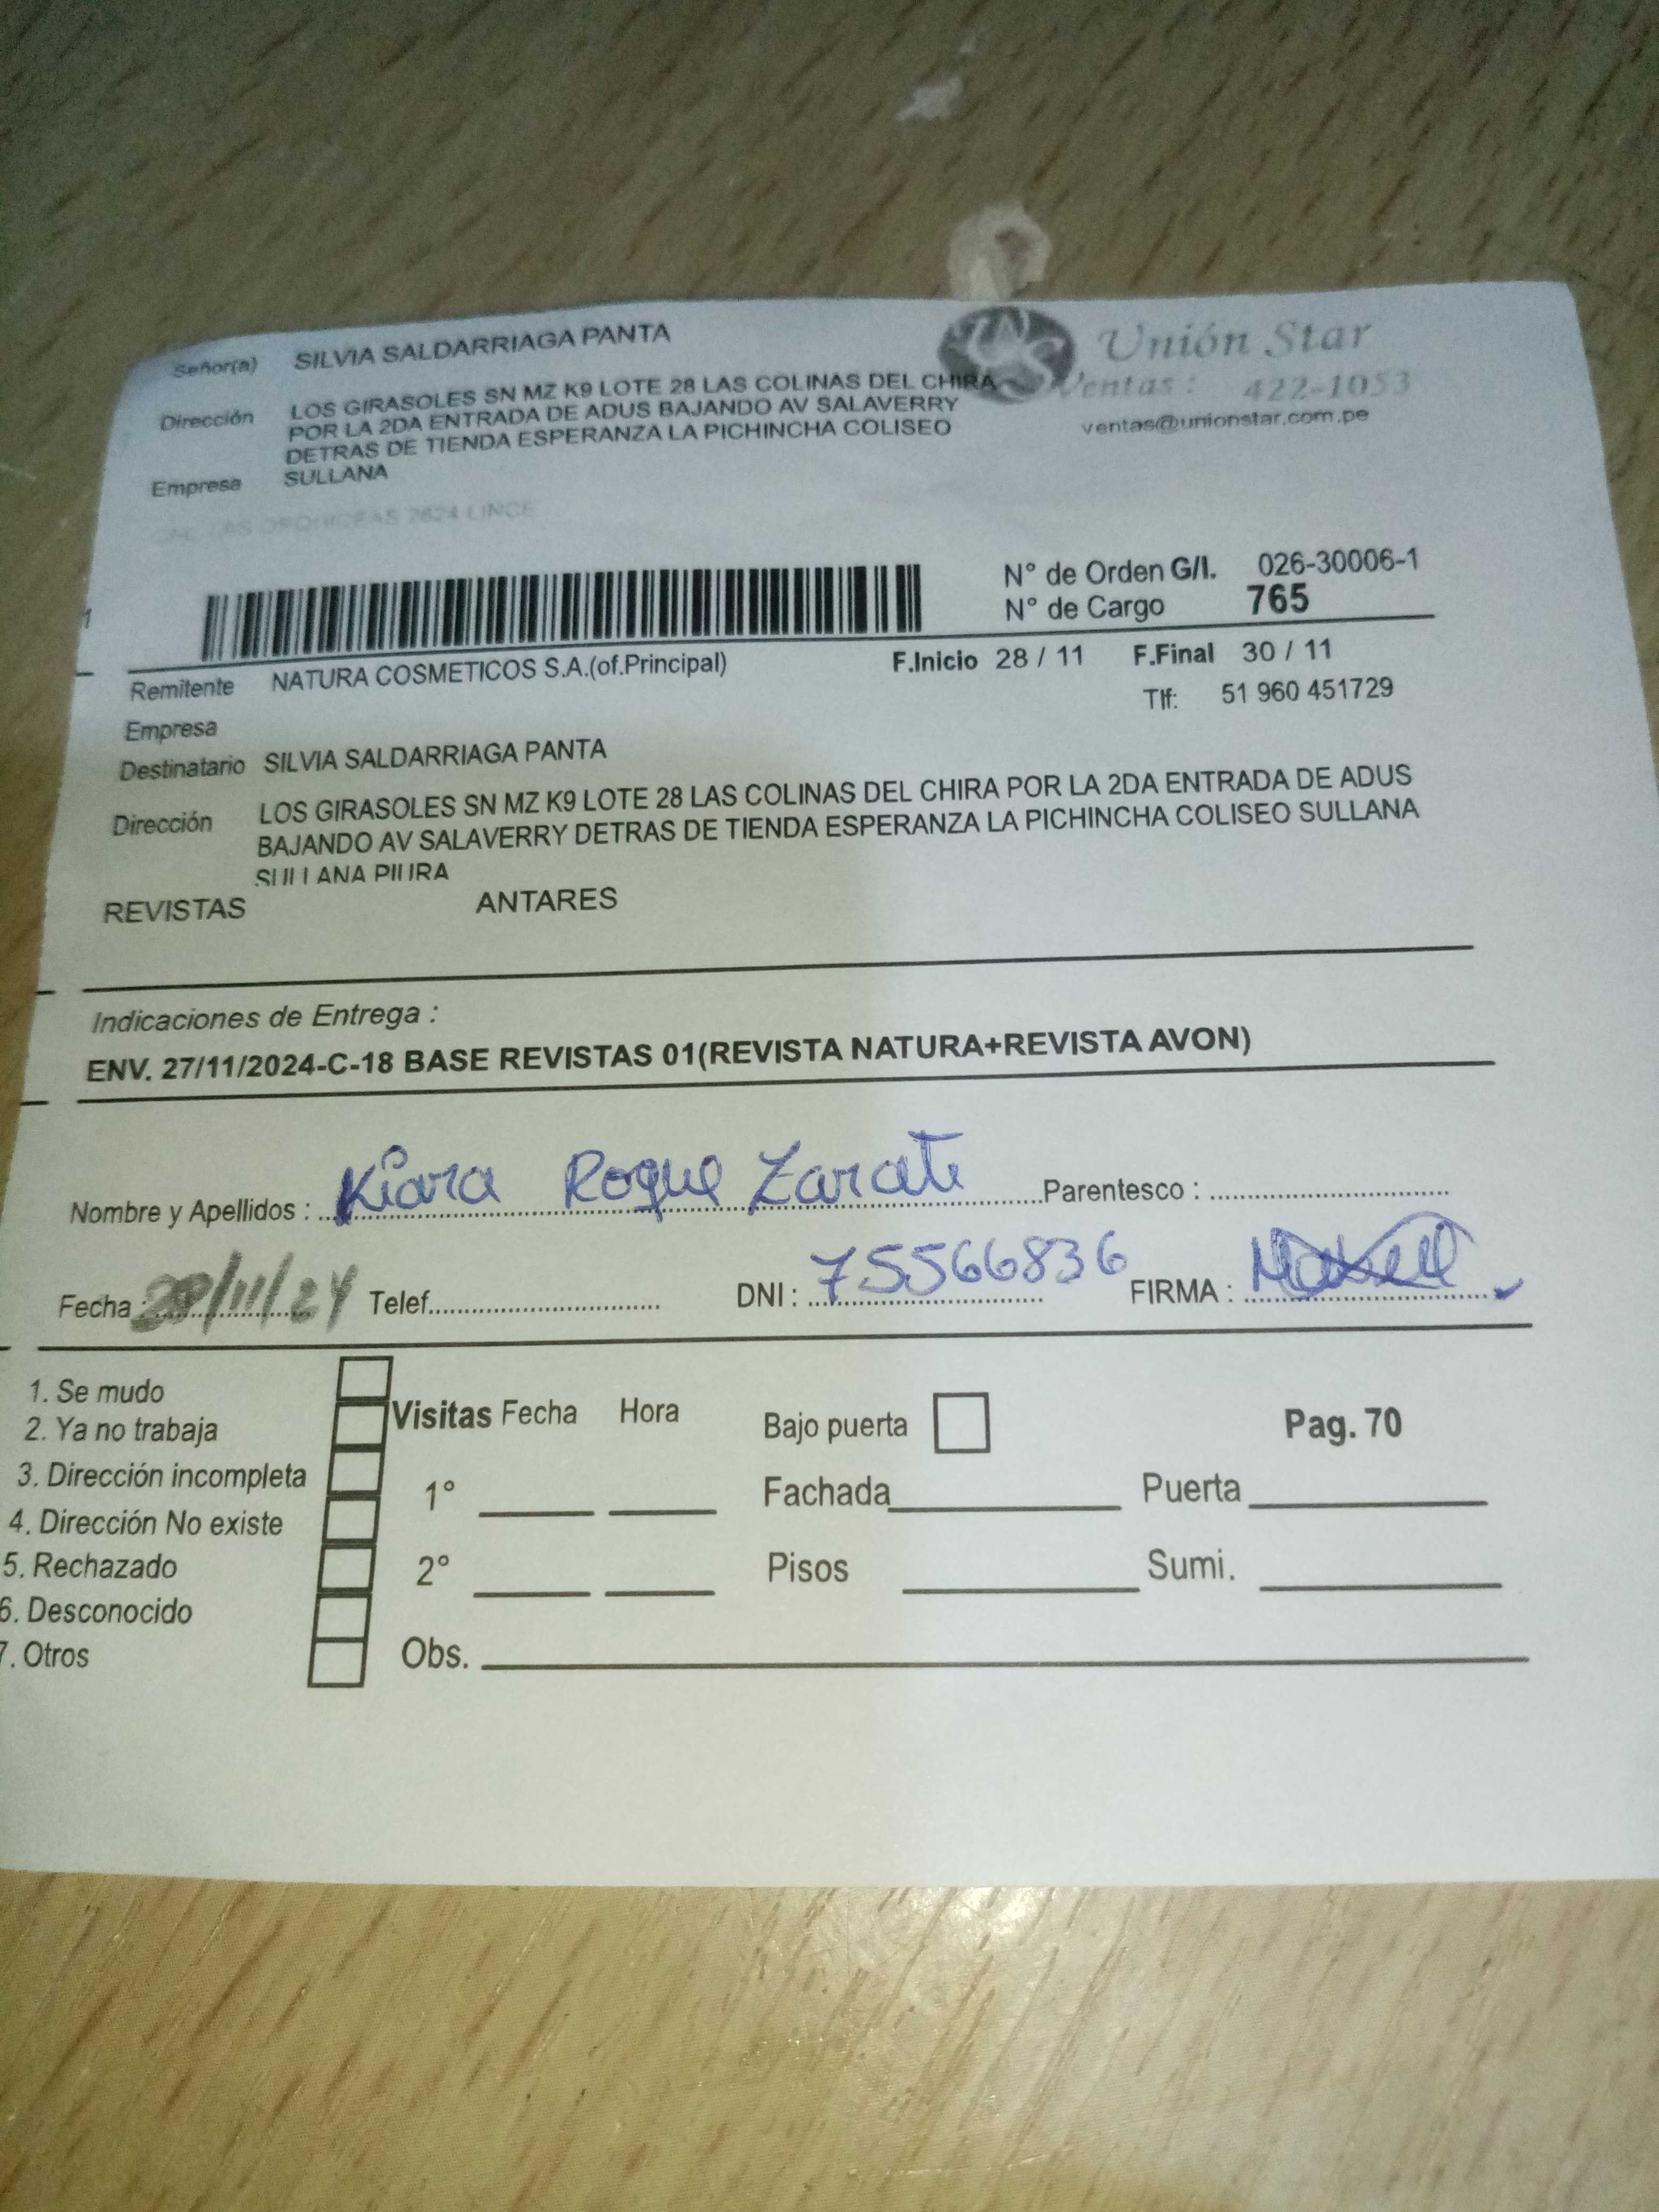 Señor(a) SILVIA SALDARRIAGA PANTA
Unión Star
Ventas : 422-1053
ventas@unionstar.com.pe
Dirección LOS GIRASOLES SN MZ K9 LOTE 28 LAS COLINAS DEL CHIRA
POR LA 2DA ENTRADA DE ADUS BAJANDO AV SALAVERRY
DETRAS DE TIENDA ESPERANZA LA PICHINCHA COLISEO
Empresa SULLANA
LAS ORQUIDEAS 2624 LINCE
N° de Orden G/I. 026-30006-1
N° de Cargo 765
Remitente NATURA COSMETICOS S.A.(of.Principal) F.Inicio 28 / 11 F.Final 30 / 11
Tlf: 51 960 451729
Empresa
Destinatario SILVIA SALDARRIAGA PANTA
Dirección LOS GIRASOLES SN MZ K9 LOTE 28 LAS COLINAS DEL CHIRA POR LA 2DA ENTRADA DE ADUS
BAJANDO AV SALAVERRY DETRAS DE TIENDA ESPERANZA LA PICHINCHA COLISEO SULLANA
SULLANA PIURA
REVISTAS ANTARES
Indicaciones de Entrega :
ENV. 27/11/2024-C-18 BASE REVISTAS 01(REVISTA NATURA+REVISTA AVON)
Nombre y Apellidos : Kiara Roque Zarate Parentesco :
Fecha : 28/11/24 Telef. DNI : 75566836 FIRMA :
1. Se mudo
2. Ya no trabaja
3. Dirección incompleta
4. Dirección No existe
5. Rechazado
6. Desconocido
7. Otros
Visitas Fecha Hora
1°
2°
Obs.
Bajo puerta Pag. 70
Fachada Puerta
Pisos Sumi.